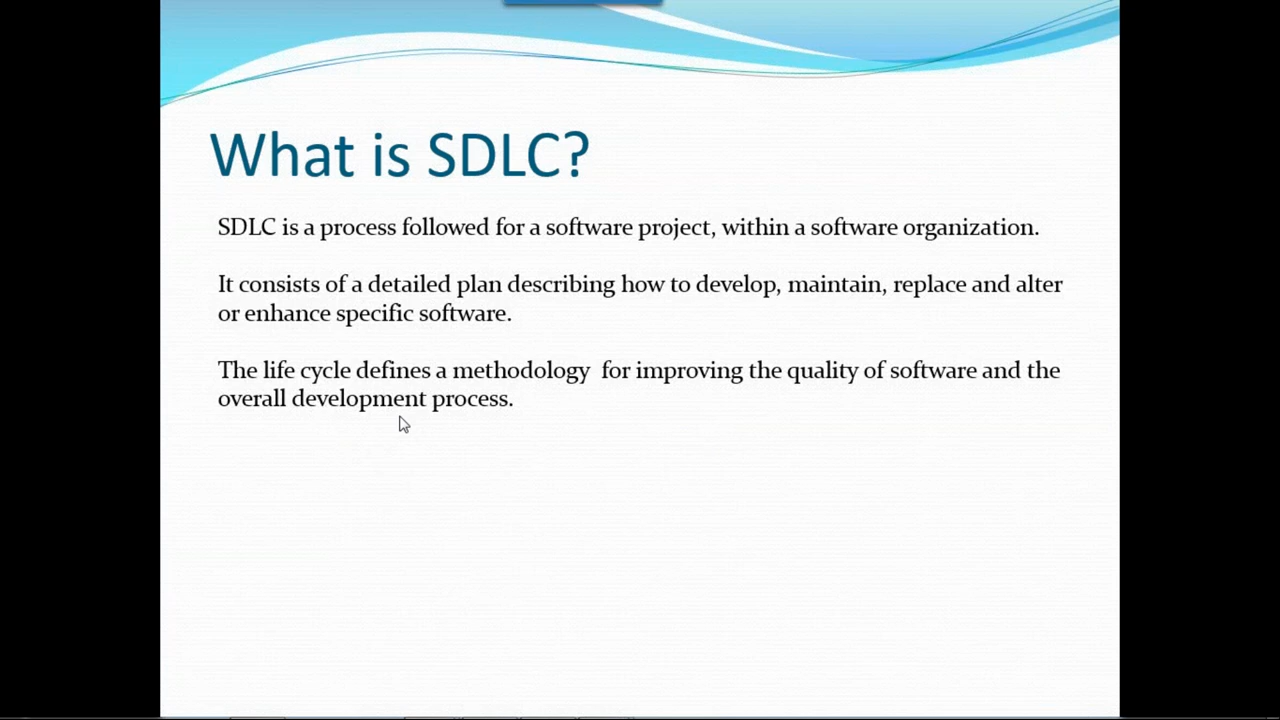 What is SDLC?
SDLC is a process followed for a software project, within a software organization.
It consists of a detailed plan describing how to develop, maintain, replace and alter
or enhance specific software.
The life cycle defines a methodology  for improving the quality of software and the
overall development process.